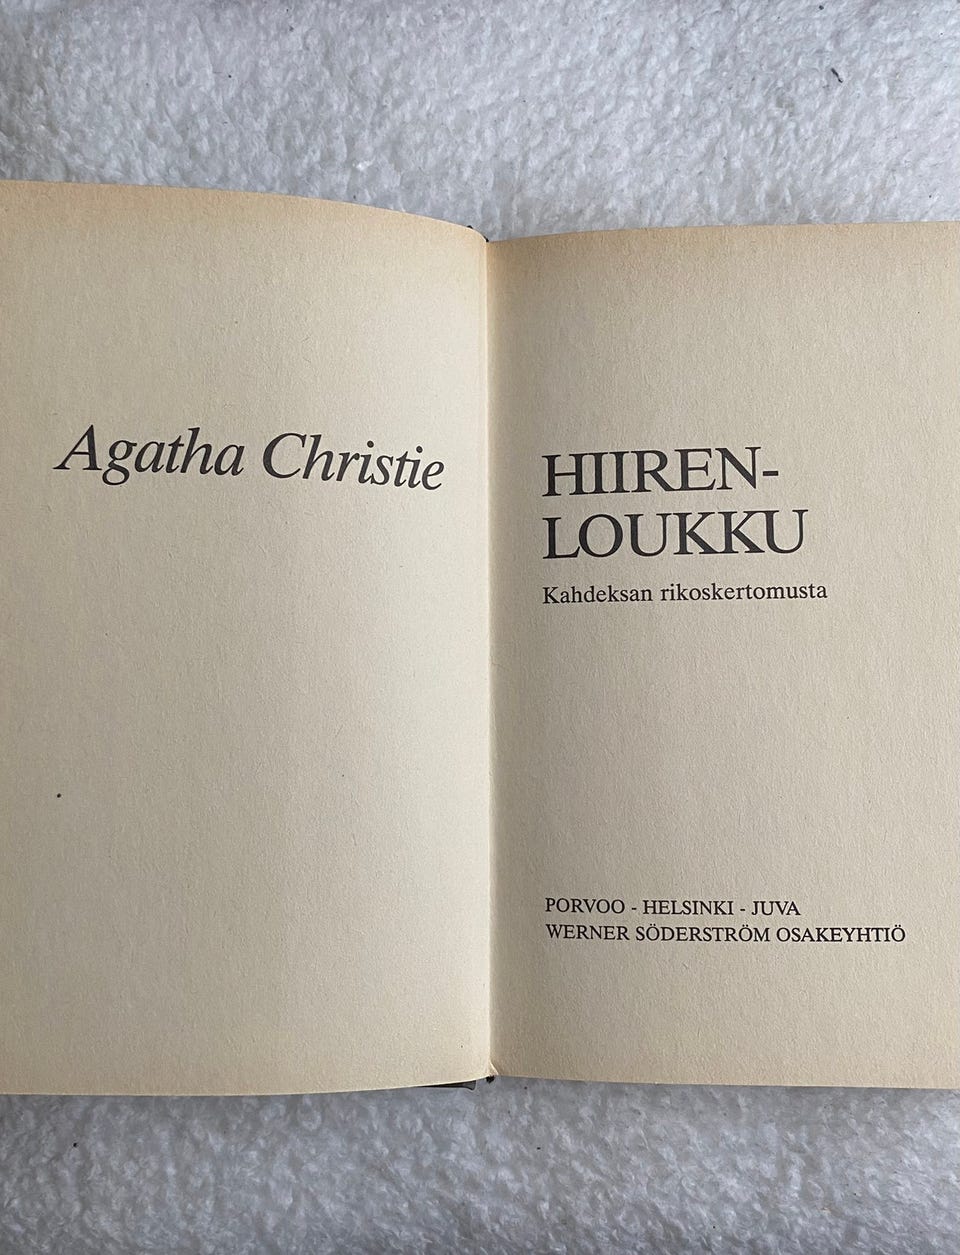 Agatha Christie
HIIREN-
LOUKKU
Kahdeksan rikoskertomusta
PORVOO - HELSINKI - JUVA
WERNER SÖDERSTRÖM OSAKEYHTIÖ